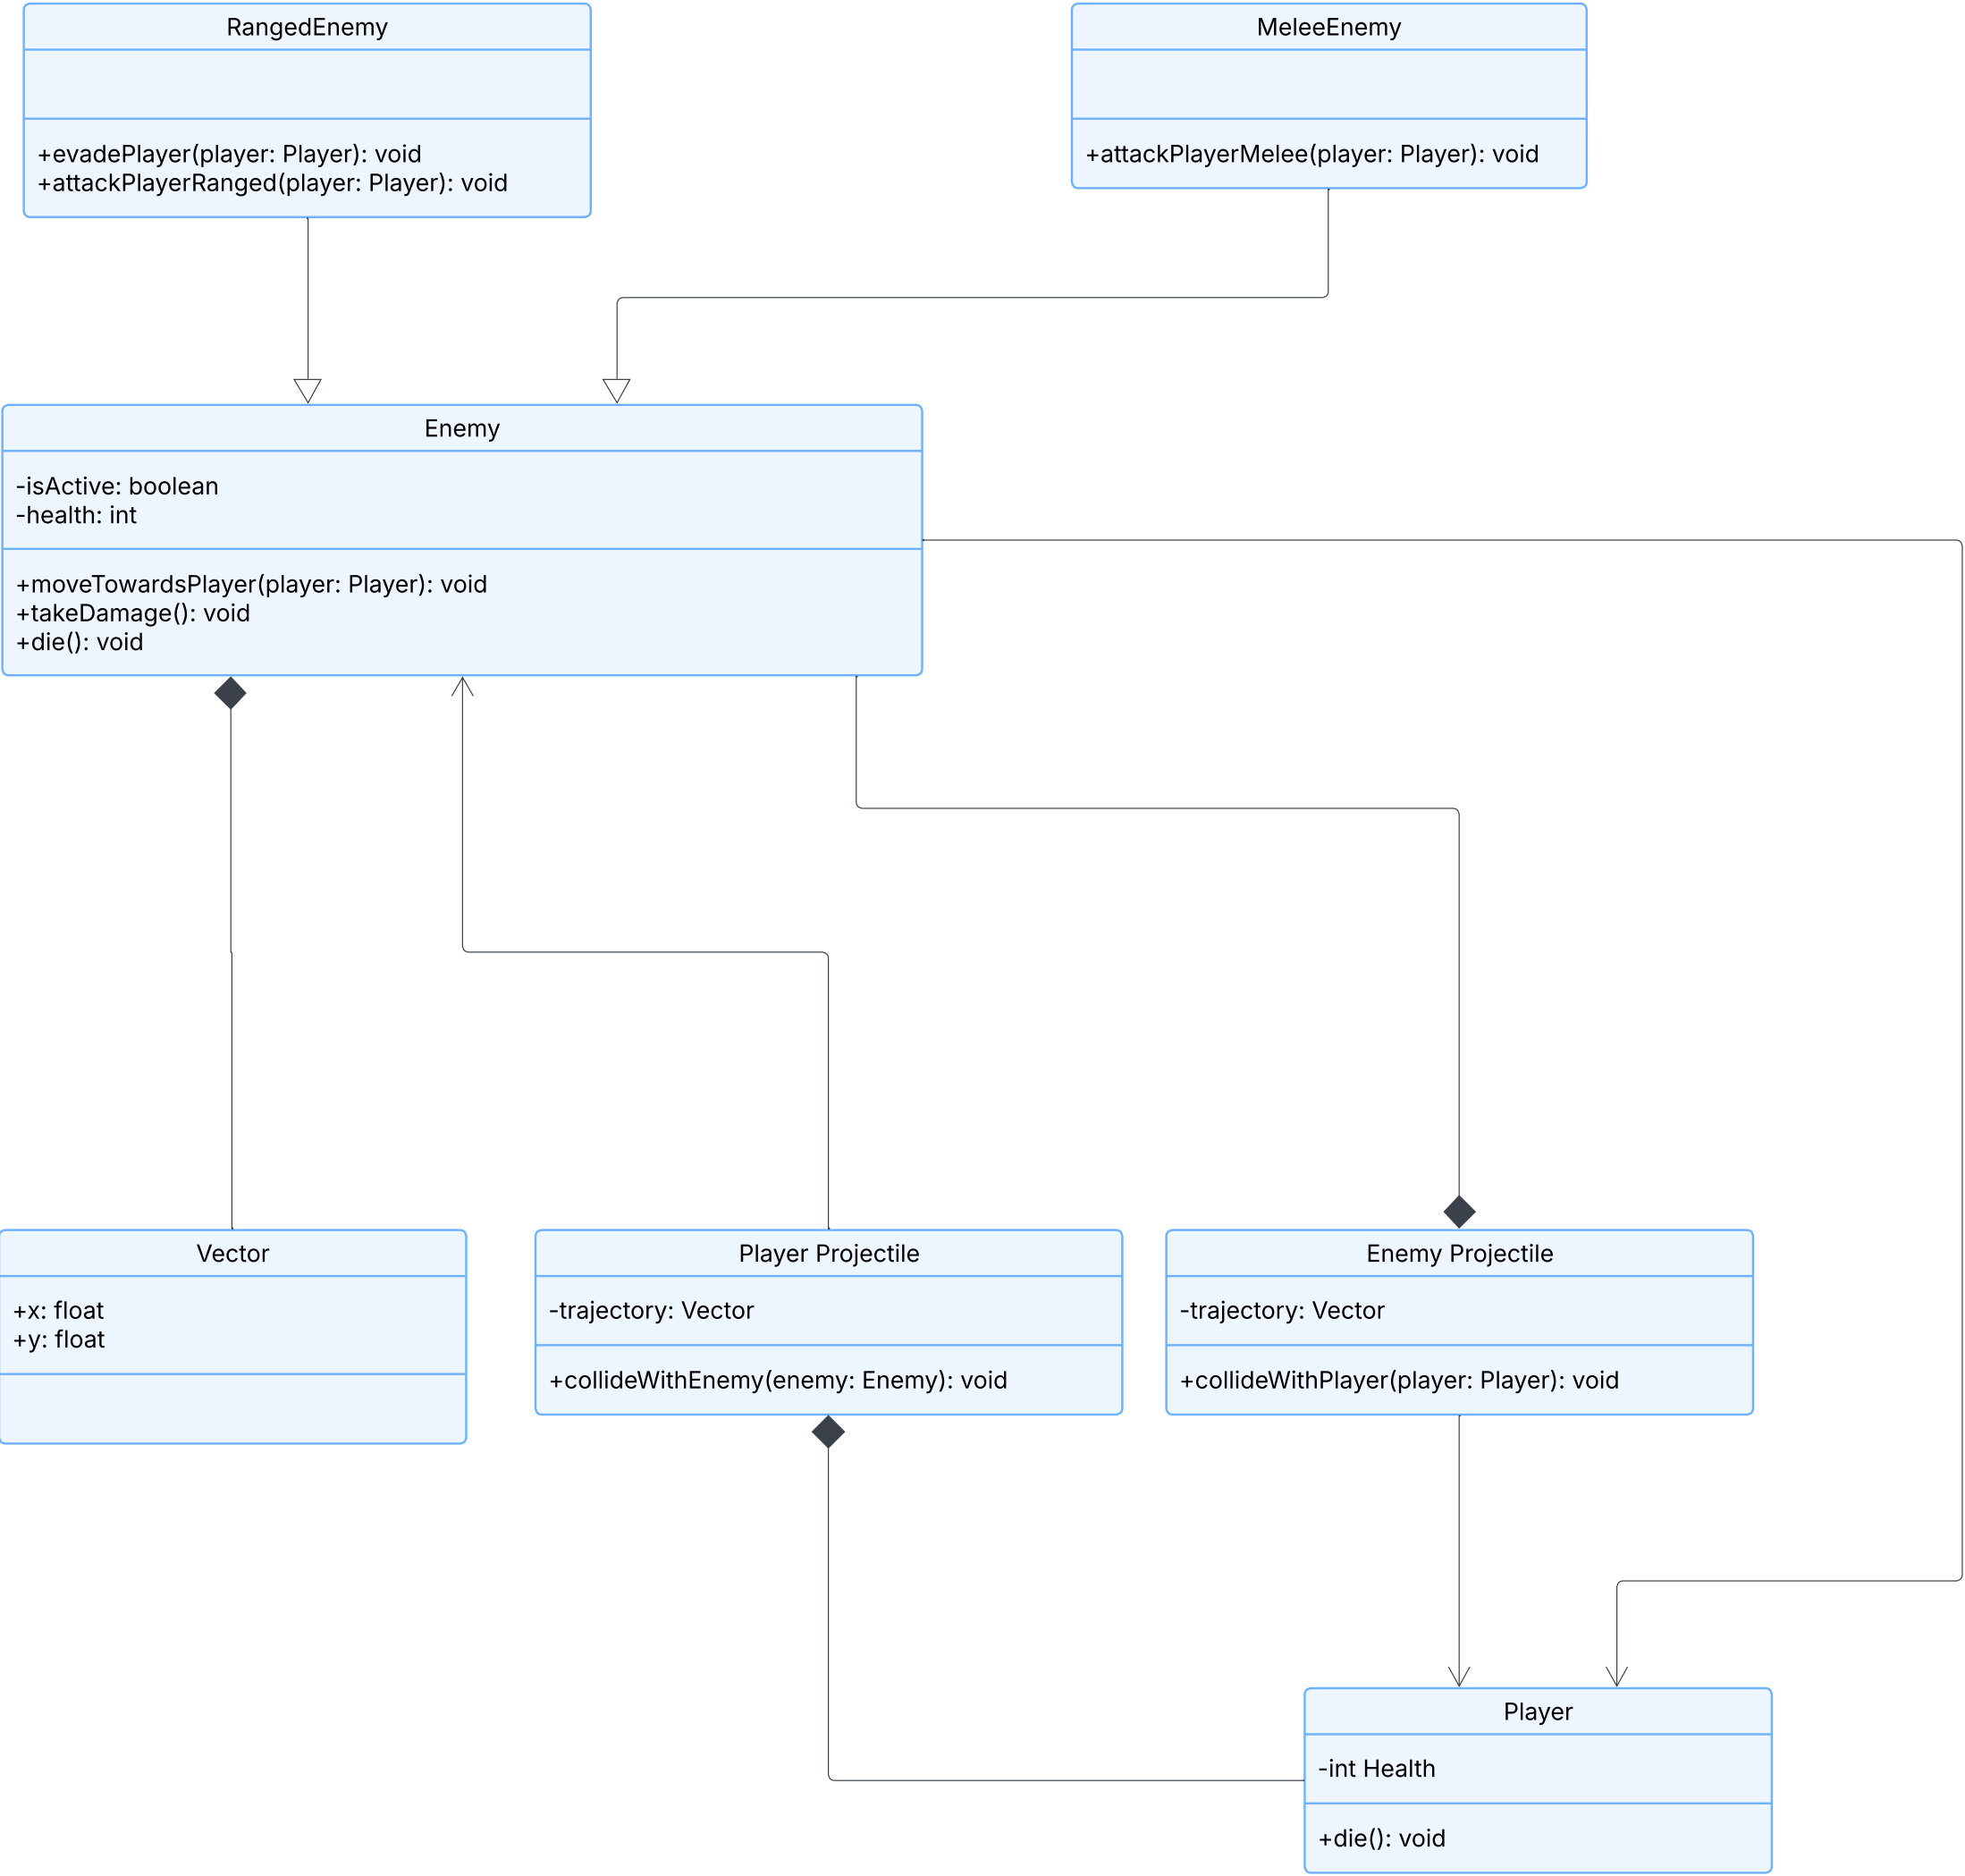 RangedEnemy
+evadePlayer(player: Player): void
+attackPlayerRanged(player: Player): void
MeleeEnemy
+attackPlayerMelee(player: Player): void
Enemy
-isActive: boolean
-health: int
+moveTowardsPlayer(player: Player): void
+takeDamage(): void
+die(): void
Vector
+x: float
+y: float
Player Projectile
-trajectory: Vector
+collideWithEnemy(enemy: Enemy): void
Enemy Projectile
-trajectory: Vector
+collideWithPlayer(player: Player): void
Player
-int Health
+die(): void